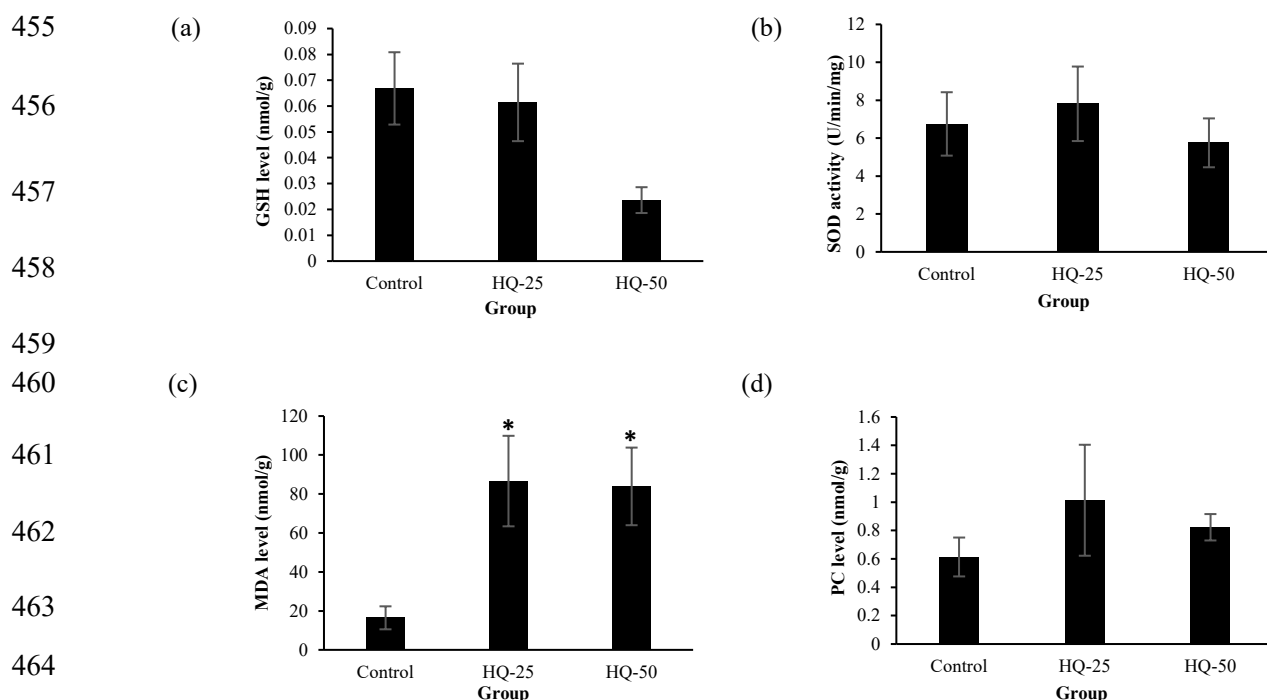 455
(a)
(b)
0.09
0.08
0.07
0.06
0.05
0.04
0.03
0.02
0.01
0
GSH level (nmol/g)
Control
HQ-25
HQ-50
Group
12
10
8
6
4
2
0
SOD activity (U/min/mg)
Control
HQ-25
HQ-50
Group
456
457
458
459
460
(c)
(d)
120
100
80
60
40
20
0
MDA level (nmol/g)
*
*
Control
HQ-25
HQ-50
Group
1.6
1.4
1.2
1
0.8
0.6
0.4
0.2
0
PC level (nmol/g)
Control
HQ-25
HQ-50
Group
461
462
463
464